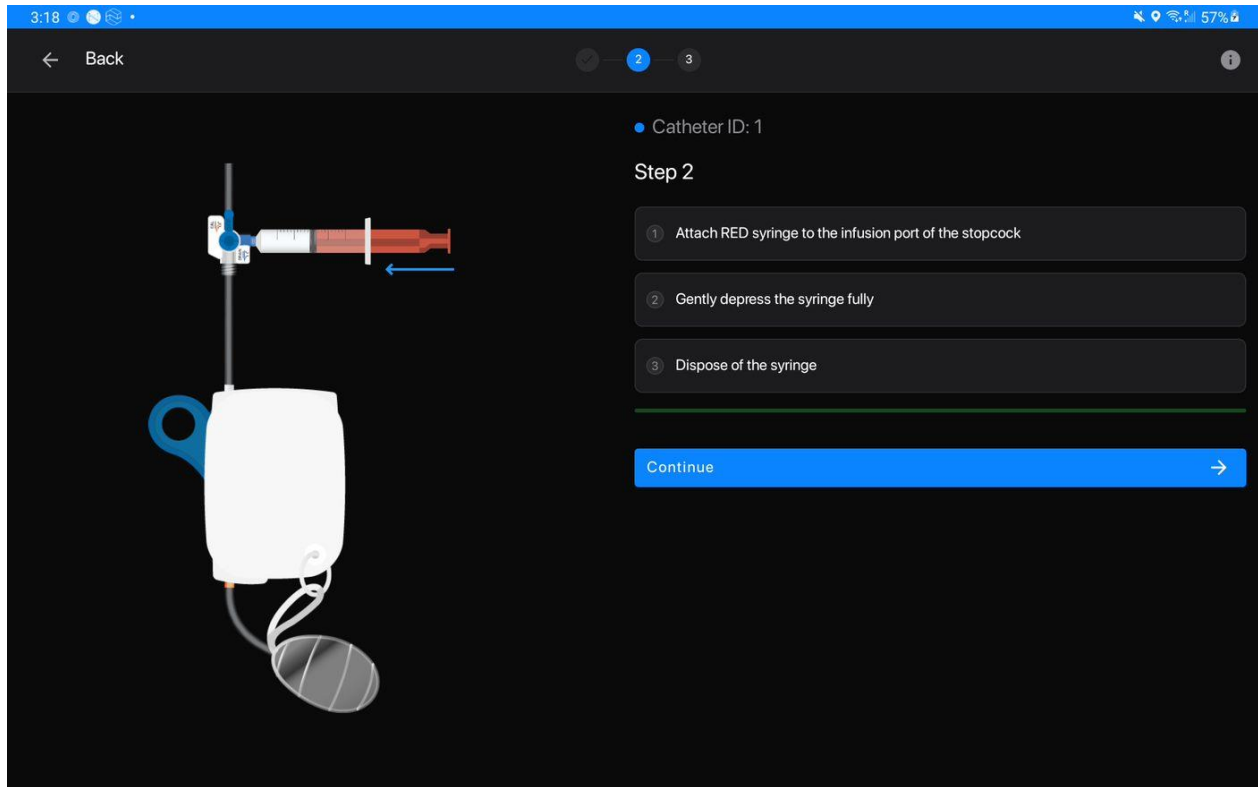 3:18
57%
Back
2
3
Catheter ID: 1
Step 2
1 Attach RED syringe to the infusion port of the stopcock
2 Gently depress the syringe fully
3 Dispose of the syringe
Continue